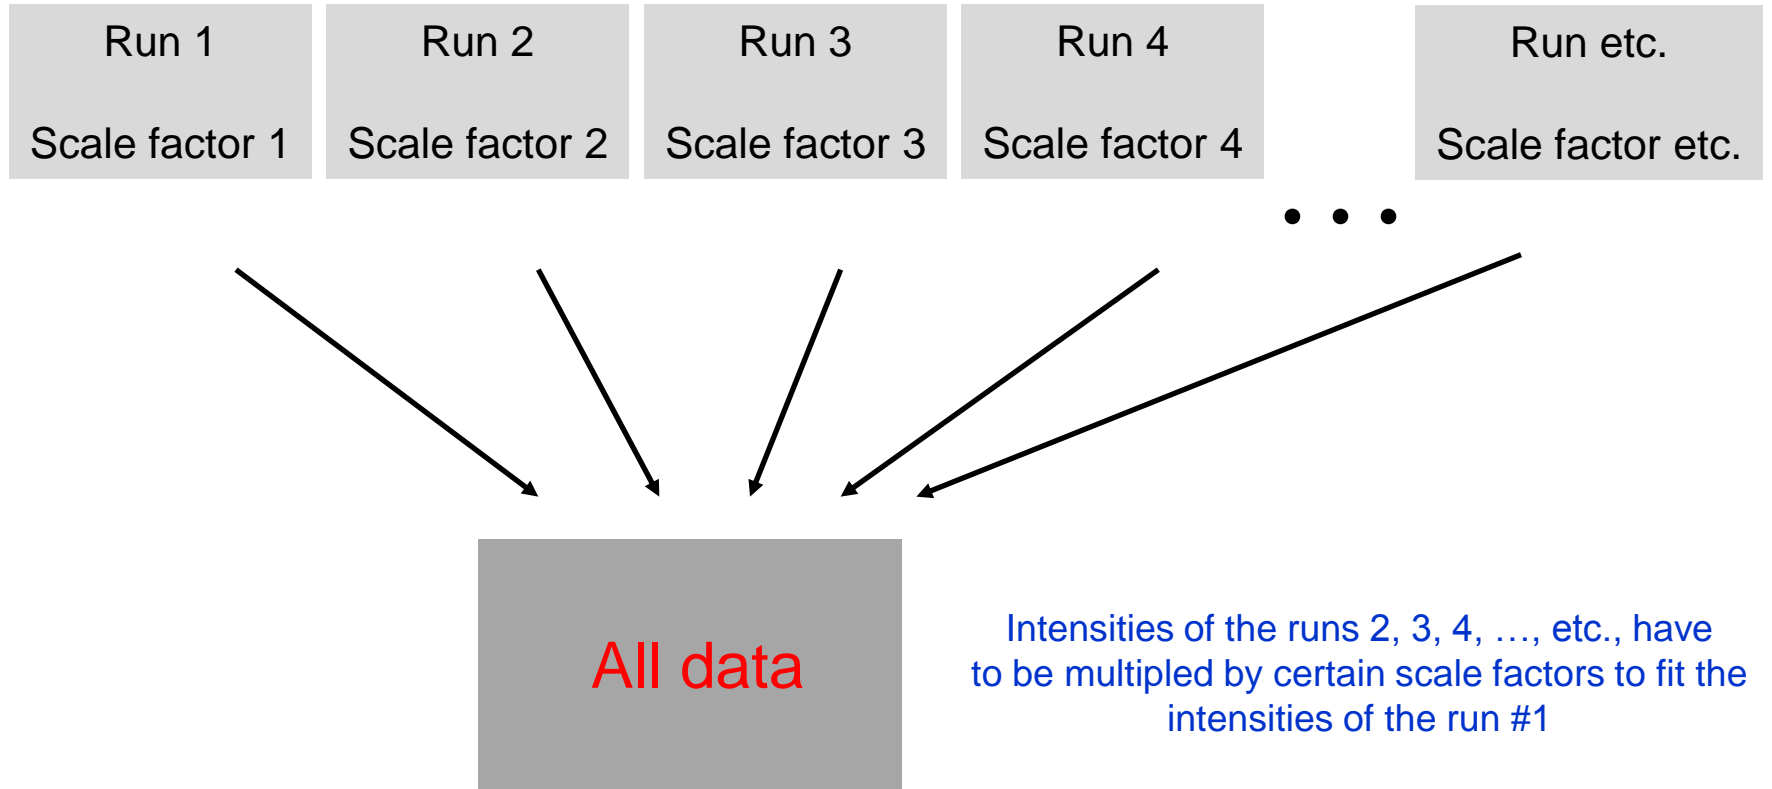 Run 1
Scale factor 1
Run 2
Scale factor 2
Run 3
Scale factor 3
Run 4
Scale factor 4
• • •
Run etc.
Scale factor etc.
All data
Intensities of the runs 2, 3, 4, …, etc., have
to be multipled by certain scale factors to fit the
intensities of the run #1